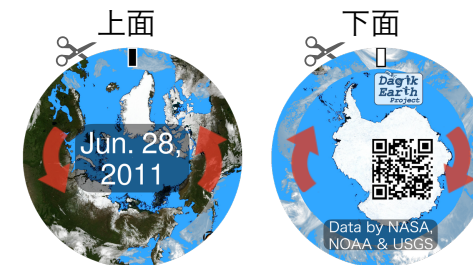 上面
下面
Jun. 28,
2011
Dagik
Earth
Project
Data by NASA,
NOAA & USGS